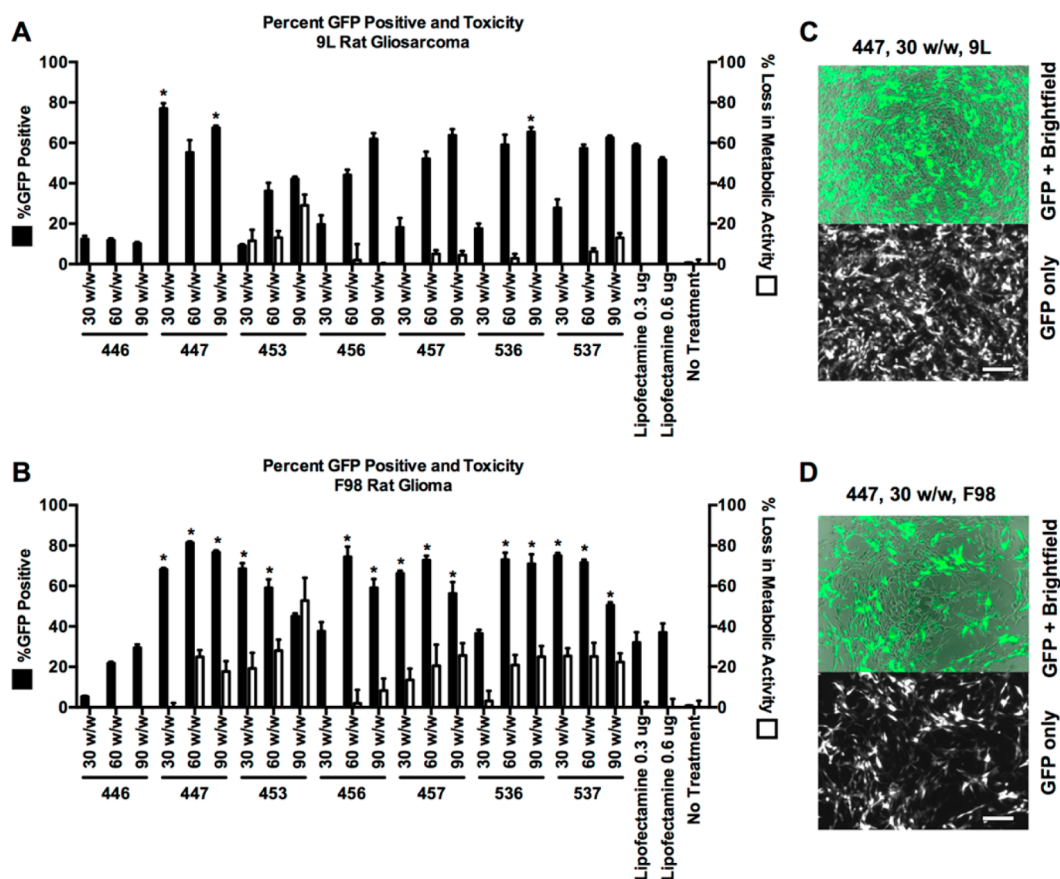 A
Percent GFP Positive and Toxicity
9L Rat Gliosarcoma
%GFP Positive
100
80
60
40
20
0
100
80
60
40
20
0
% Loss in Metabolic Activity
* * *
30 w/w
60 w/w
90 w/w
30 w/w
60 w/w
90 w/w
30 w/w
60 w/w
90 w/w
30 w/w
60 w/w
90 w/w
30 w/w
60 w/w
90 w/w
30 w/w
60 w/w
90 w/w
30 w/w
60 w/w
90 w/w
Lipofectamine 0.3 ug
Lipofectamine 0.6 ug
No Treatment
446 447 453 456 457 536 537
C
447, 30 w/w, 9L
GFP + Brightfield
GFP only
B
Percent GFP Positive and Toxicity
F98 Rat Glioma
%GFP Positive
100
80
60
40
20
0
100
80
60
40
20
0
% Loss in Metabolic Activity
* * * * * * * * * * * * * * *
30 w/w
60 w/w
90 w/w
30 w/w
60 w/w
90 w/w
30 w/w
60 w/w
90 w/w
30 w/w
60 w/w
90 w/w
30 w/w
60 w/w
90 w/w
30 w/w
60 w/w
90 w/w
30 w/w
60 w/w
90 w/w
Lipofectamine 0.3 ug
Lipofectamine 0.6 ug
No Treatment
446 447 453 456 457 536 537
D
447, 30 w/w, F98
GFP + Brightfield
GFP only